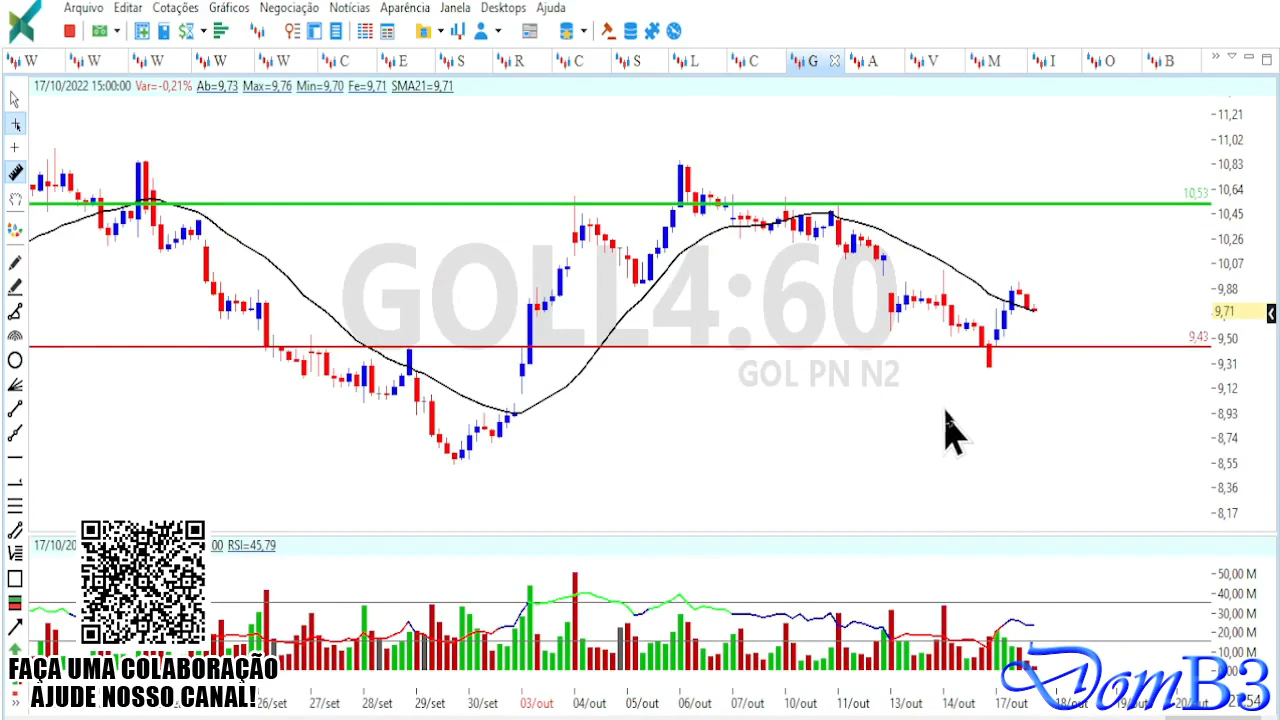 Arquivo Editar Cotações Gráficos Negociação Notícias Aparência Janela Desktops Ajuda
W W W W W C E S R C S L C G A V M I O B
17/10/2022 15:00:00 Var=-0,21% Ab=9,73 Max=9,76 Min=9,70 Fe=9,71 SMA21=9,71
11,21
11,02
10,83
10,64
10,53
10,45
10,26
10,07
9,88
9,71
9,50
9,43
9,31
9,12
8,93
8,74
8,55
8,36
8,17
GOLL4:60
GOL PN N2
17/10/20 00 RSI=45,79
50,00 M
40,00 M
30,00 M
20,00 M
FAÇA UMA COLABORAÇÃO
AJUDE NOSSO CANAL!
DomB3
26/set 27/set 28/set 29/set 30/set 03/out 04/out 05/out 06/out 07/out 10/out 11/out 13/out 14/out 17/out 18/out